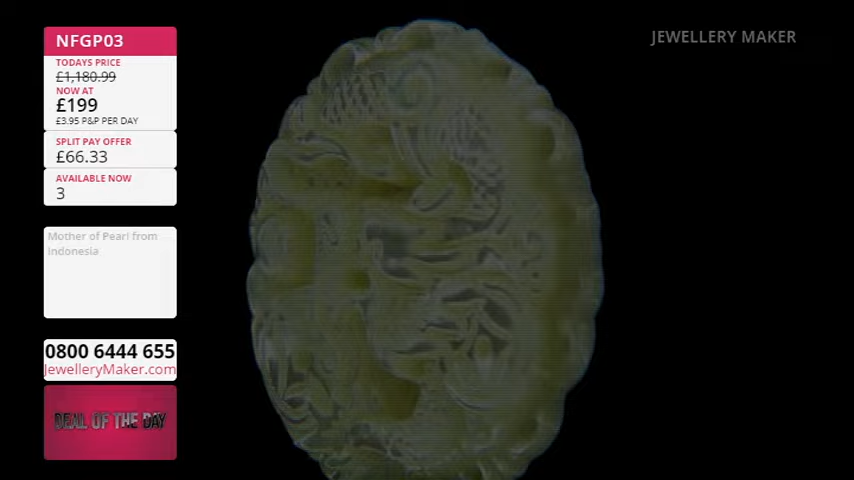 NFGP03
TODAYS PRICE
£1,180.99
NOW AT
£199
£3.95 P&P PER DAY
SPLIT PAY OFFER
£66.33
AVAILABLE NOW
3
Mother of Pearl from
Indonesia
0800 6444 655
JewelleryMaker.com
DEAL OF THE DAY
JEWELLERY MAKER